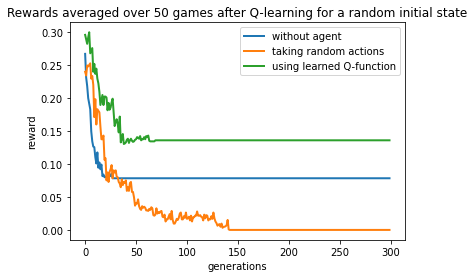 Rewards averaged over 50 games after Q-learning for a random initial state
without agent
taking random actions
using learned Q-function
reward
0.30
0.25
0.20
0.15
0.10
0.05
0.00
0
50
100
150
200
250
300
generations